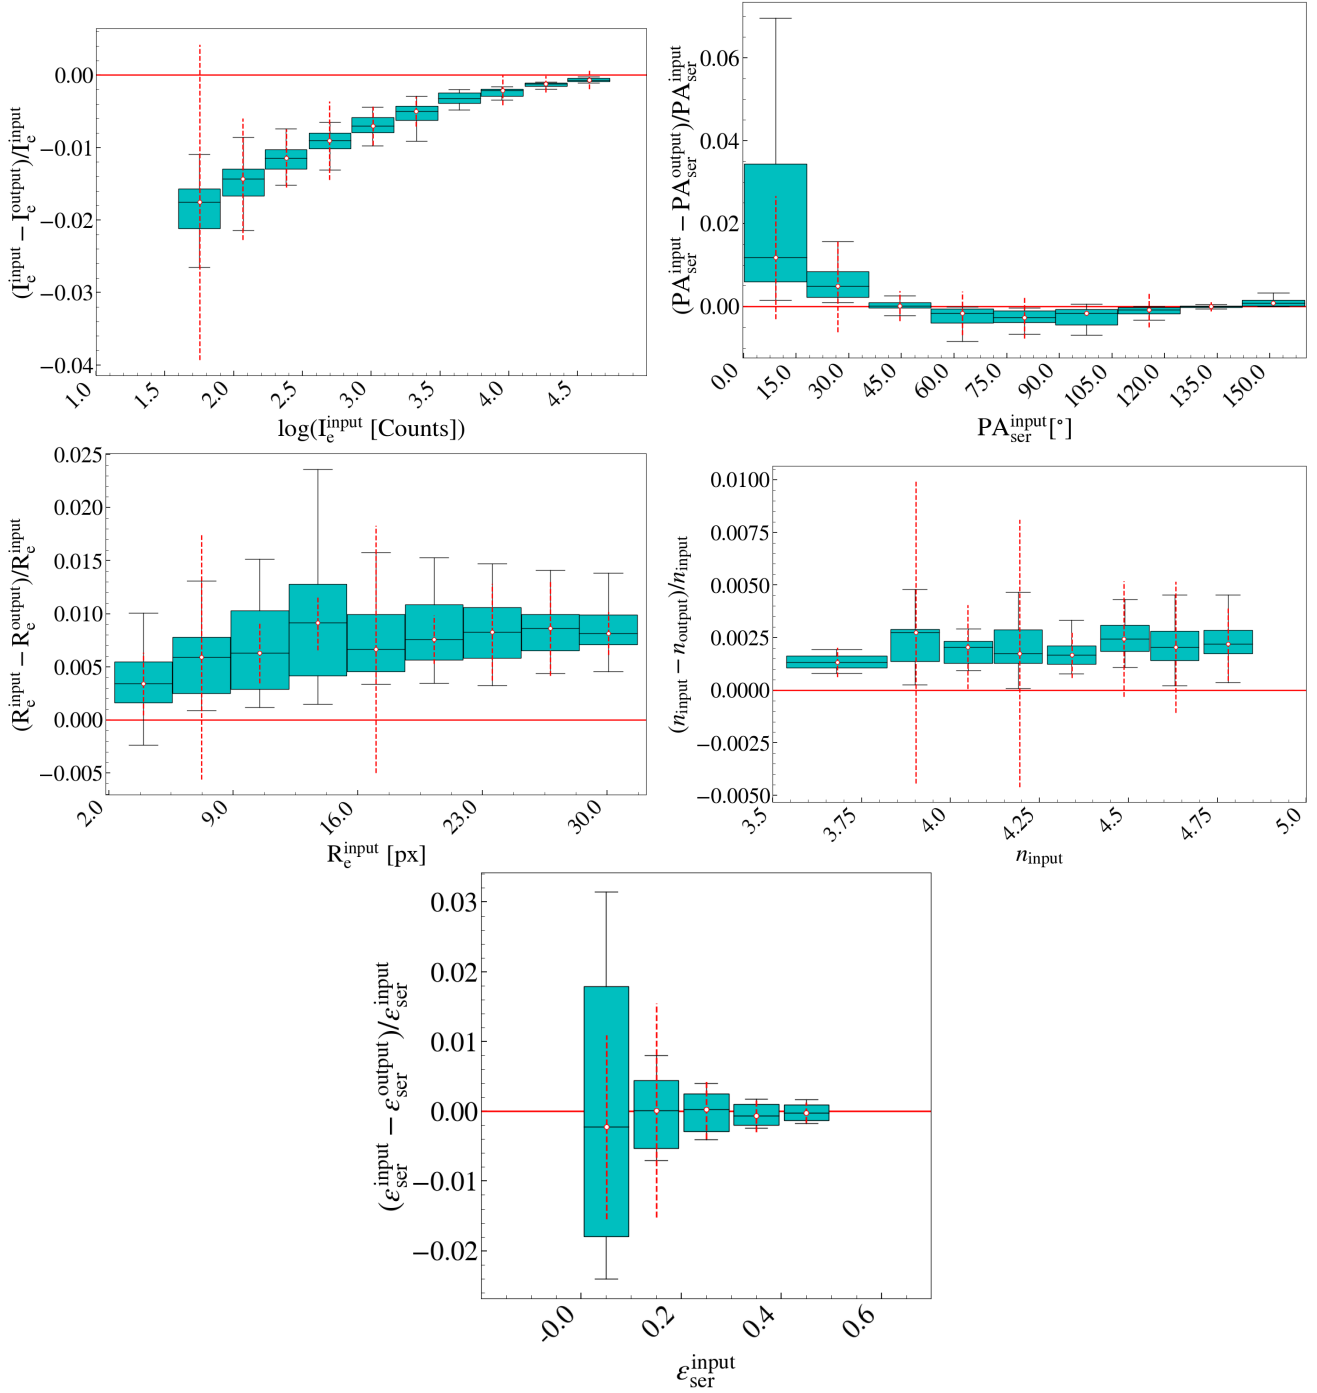 (I_e^input − I_e^output)/I_e^input
0.00
−0.01
−0.02
−0.03
−0.04
1.0 1.5 2.0 2.5 3.0 3.5 4.0 4.5
log(I_e^input [Counts])
(PA_ser^input − PA_ser^output)/PA_ser^input
0.06
0.04
0.02
0.00
0.0 15.0 30.0 45.0 60.0 75.0 90.0 105.0 120.0 135.0 150.0
PA_ser^input[°]
(R_e^input − R_e^output)/R_e^input
0.025
0.020
0.015
0.010
0.005
0.000
−0.005
2.0 9.0 16.0 23.0 30.0
R_e^input [px]
(n_input − n_output)/n_input
0.0100
0.0075
0.0050
0.0025
0.0000
−0.0025
−0.0050
3.5 3.75 4.0 4.25 4.5 4.75 5.0
n_input
(ε_ser^input − ε_ser^output)/ε_ser^input
0.03
0.02
0.01
0.00
−0.01
−0.02
-0.0 0.2 0.4 0.6
ε_ser^input